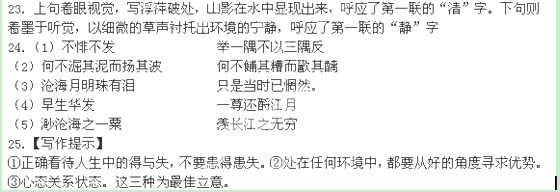 23. 上句着眼视觉，写浮萍破处，山影在水中显现出来，呼应了第一联的“清”字。下句则
着墨于听觉，以细微的草声衬托出环境的宁静，呼应了第一联的“静”字
24.（1）不悱不发 举一隅不以三隅反
（2）何不淈其泥而扬其波 何不餔其糟而歠其醨
（3）沧海月明珠有泪 只是当时已惘然。
（4）早生华发 一尊还酹江月
（5）渺沧海之一粟 羡长江之无穷
25.【写作提示】
①正确看待人生中的得与失，不要患得患失。②处在任何环境中，都要从好的角度寻求优势。
③心态关系状态。这三种为最佳立意。